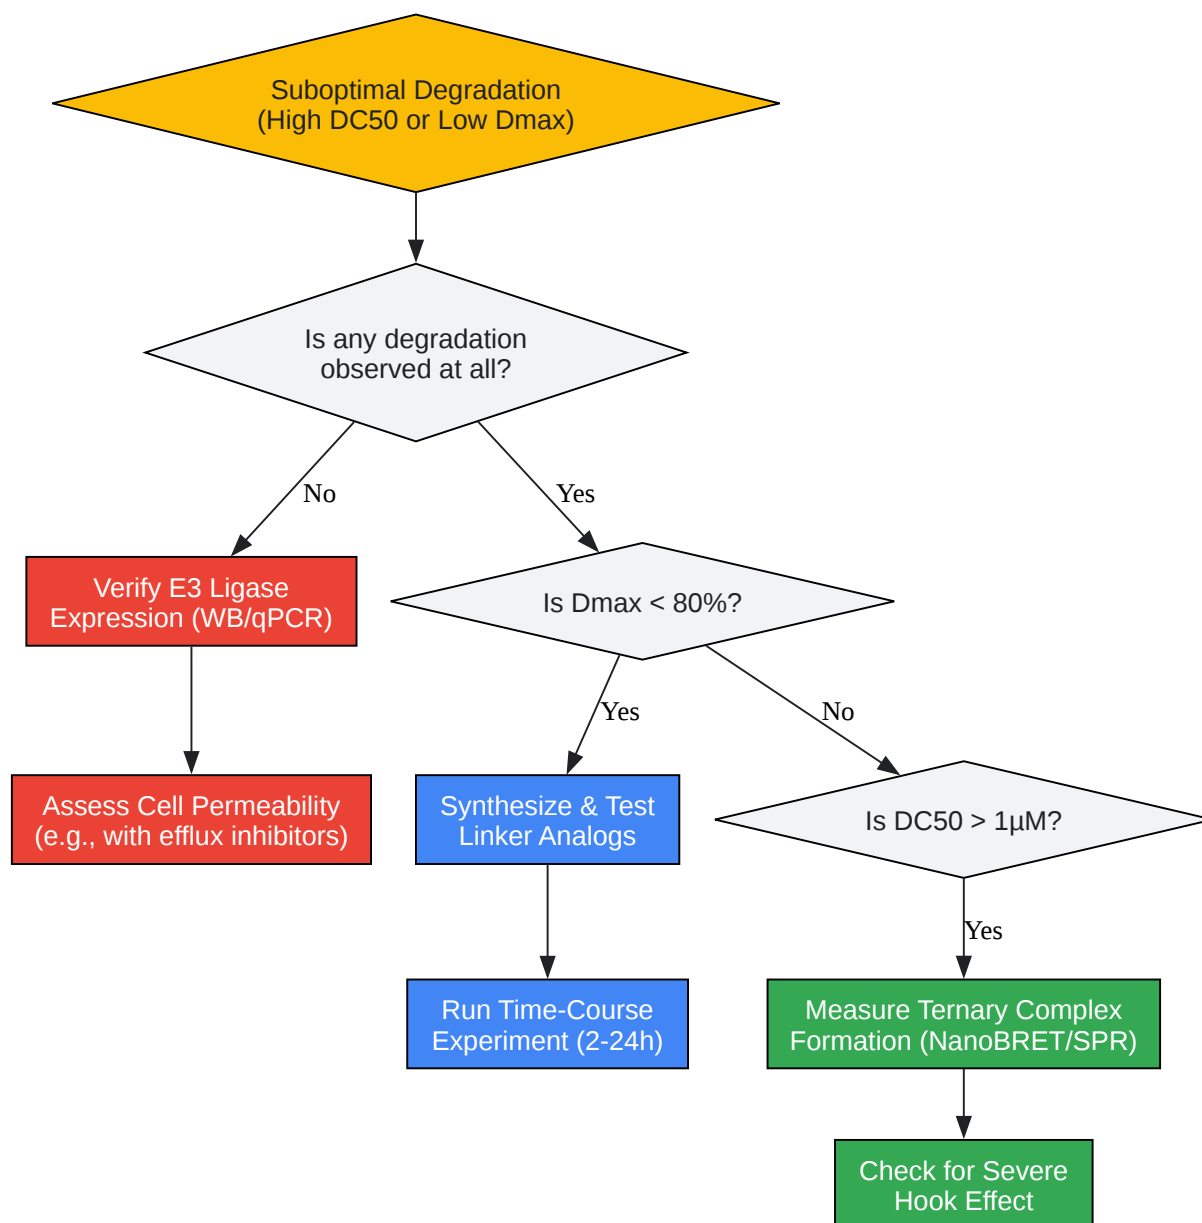 Suboptimal Degradation
(High DC50 or Low Dmax)
Is any degradation
observed at all?
No
Yes
Verify E3 Ligase
Expression (WB/qPCR)
Is Dmax < 80%?
Yes
No
Assess Cell Permeability
(e.g., with efflux inhibitors)
Synthesize & Test
Linker Analogs
Is DC50 > 1µM?
Yes
Run Time-Course
Experiment (2-24h)
Measure Ternary Complex
Formation (NanoBRET/SPR)
Check for Severe
Hook Effect